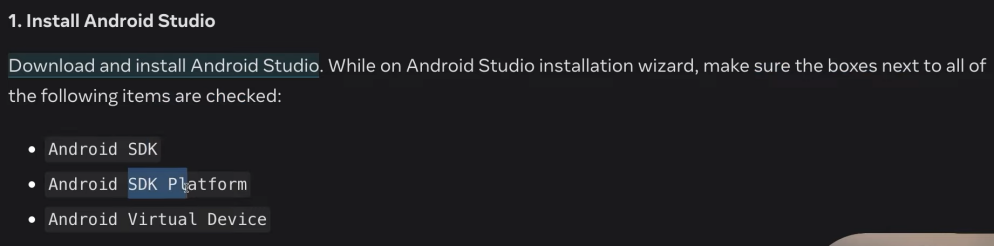 1. Install Android Studio
Download and install Android Studio. While on Android Studio installation wizard, make sure the boxes next to all of
the following items are checked:
• Android SDK
• Android SDK Platform
• Android Virtual Device